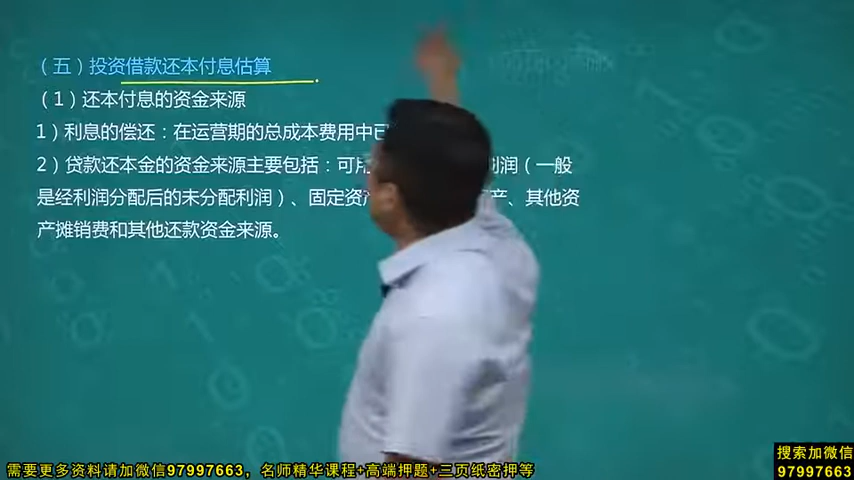 （五）投资借款还本付息估算
（1）还本付息的资金来源
1）利息的偿还：在运营期的总成本费用中已
2）贷款还本金的资金来源主要包括：可用 利润（一般
是经利润分配后的未分配利润）、固定资产 产、其他资
产摊销费和其他还款资金来源。
需要更多资料请加微信97997663，名师精华课程+高端押题+三页纸密押等
搜索加微信
97997663